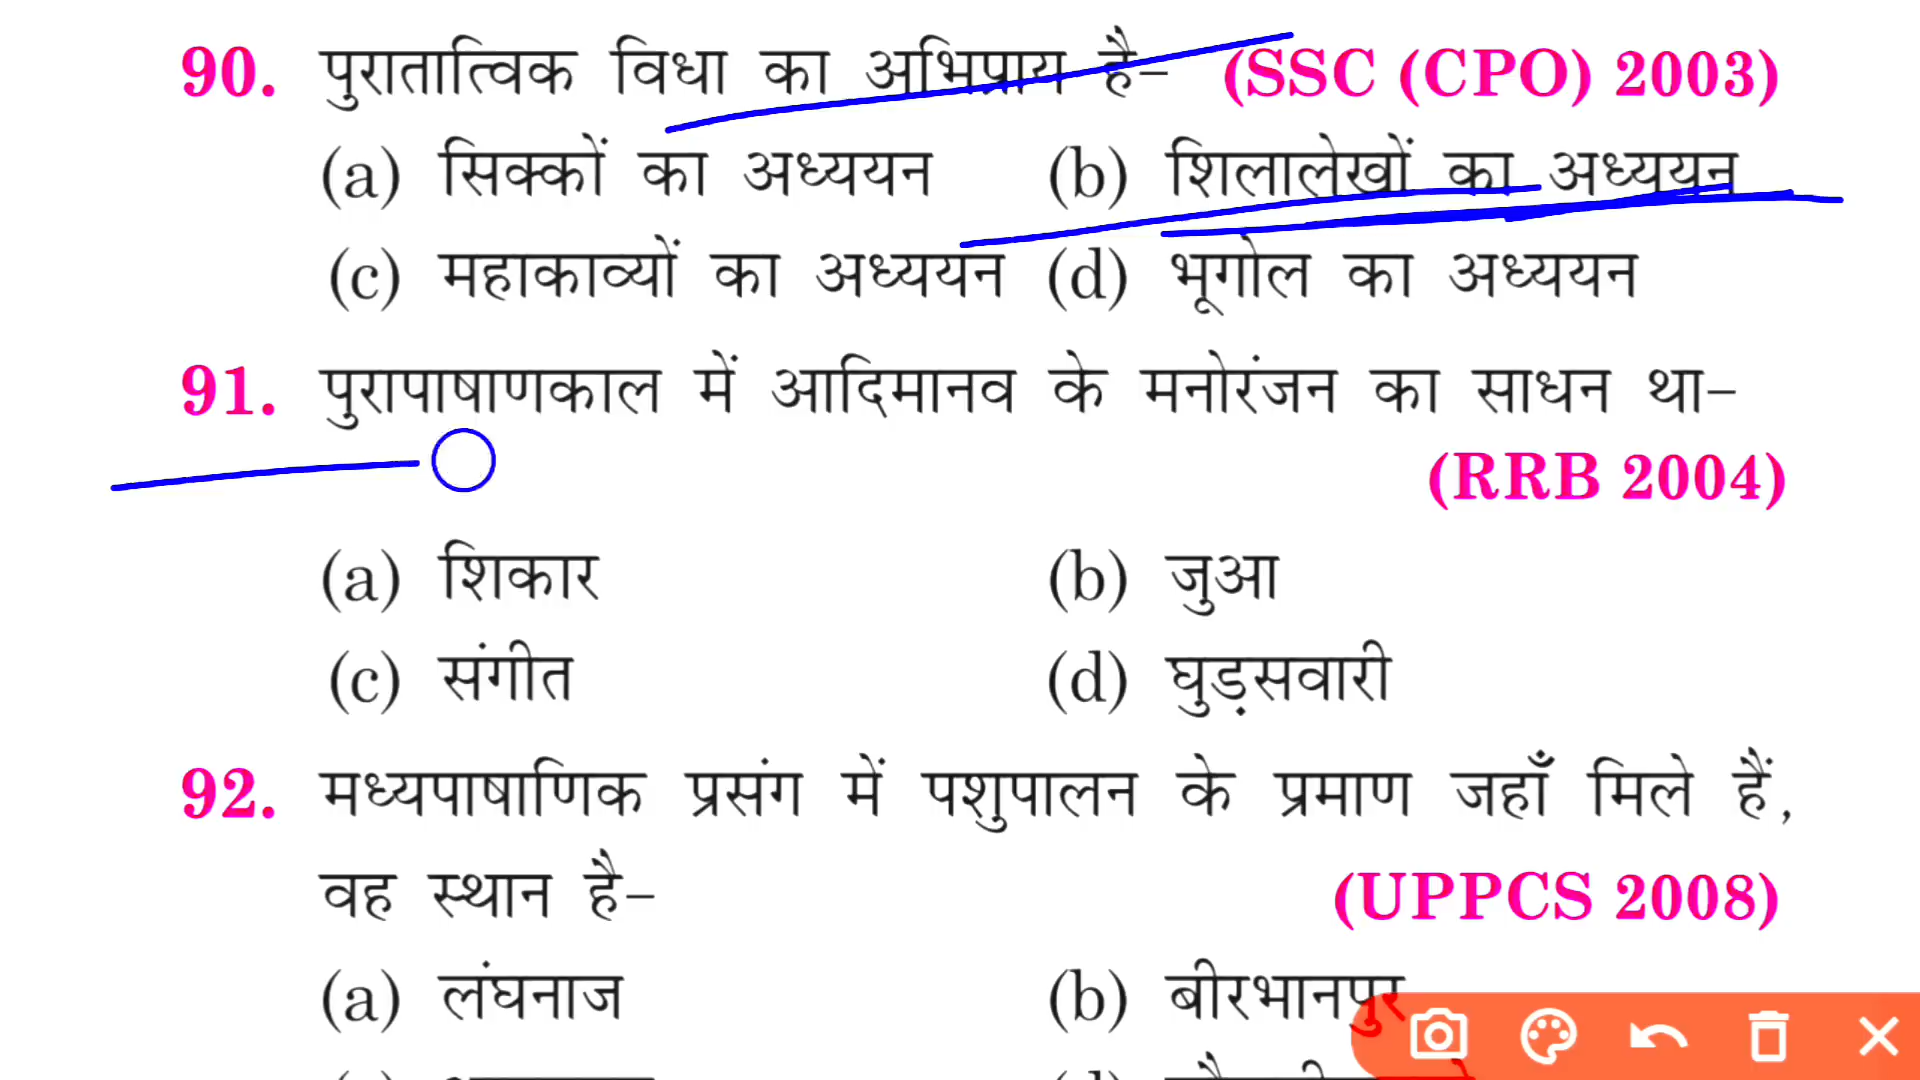 90. पुरातात्विक विधा का अभिप्राय है– (SSC (CPO) 2003)
(a) सिक्कों का अध्ययन (b) शिलालेखों का अध्ययन
(c) महाकाव्यों का अध्ययन (d) भूगोल का अध्ययन
91. पुरापाषाणकाल में आदिमानव के मनोरंजन का साधन था–
(RRB 2004)
(a) शिकार (b) जुआ
(c) संगीत (d) घुड़सवारी
92. मध्यपाषाणिक प्रसंग में पशुपालन के प्रमाण जहाँ मिले हैं,
वह स्थान है– (UPPCS 2008)
(a) लंघनाज (b) बीरभानपुर